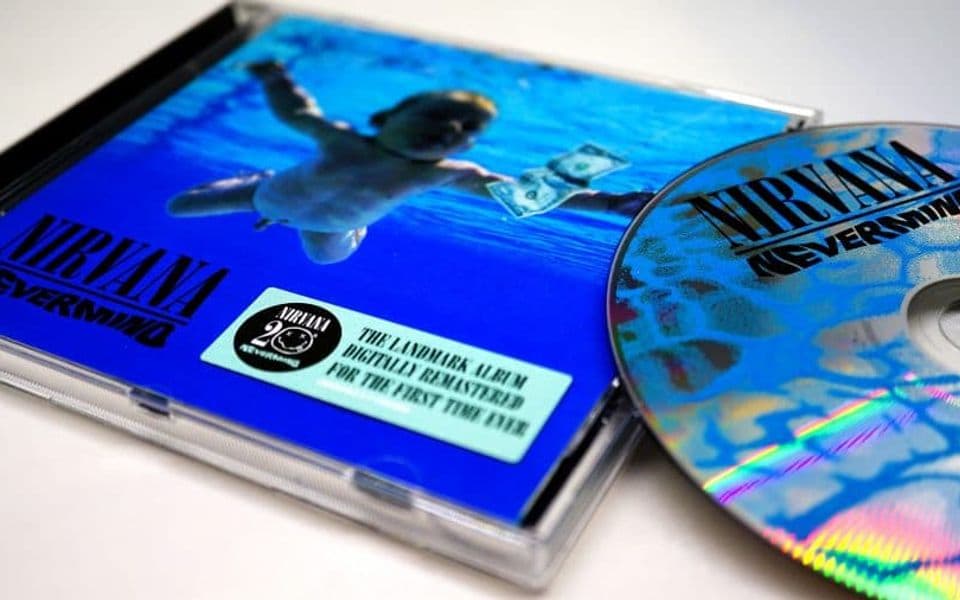 NIRVANA
NEVERMIND
NIRVANA
20
NEVERMIND
THE LANDMARK ALBUM
DIGITALLY REMASTERED
FOR THE FIRST TIME EVER
NIRVANA
NEVERMIND